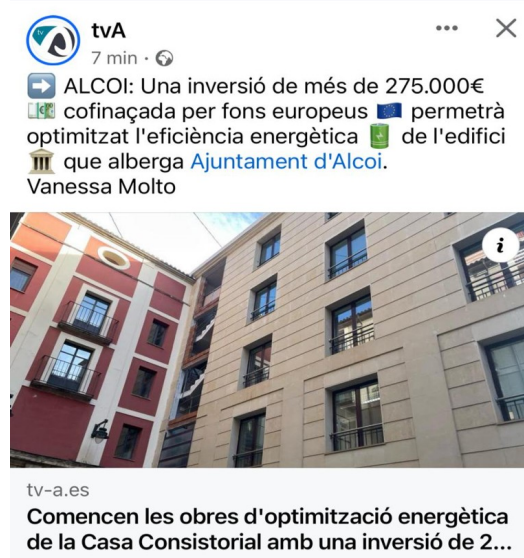 tvA
7 min ·
➡️ ALCOI: Una inversió de més de 275.000€
💶 cofinaçada per fons europeus 🇪🇺 permetrà
optimitzat l'eficiència energètica 🔋 de l'edifici
🏛️ que alberga Ajuntament d'Alcoi.
Vanessa Molto
tv-a.es
Comencen les obres d'optimització energètica
de la Casa Consistorial amb una inversió de 2...